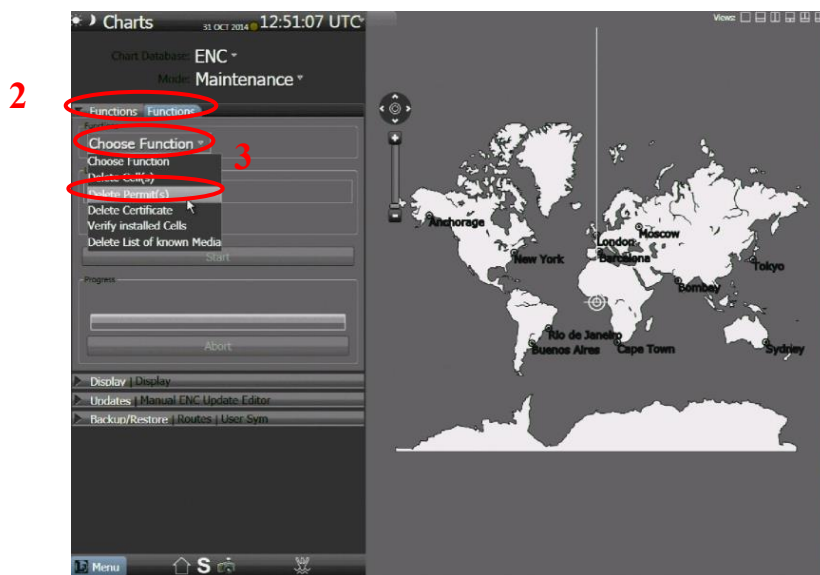 Charts 31 OCT 2014 12:51:07 UTC
Views:
Chart Database: ENC
Mode: Maintenance
2
Functions Functions
Functions
Choose Function
3
Choose Function
Delete Cell(s)
Delete Permit(s)
Delete Certificate
Verify installed Cells
Delete List of known Media
Start
Progress
Abort
Display | Display
Updates | Manual ENC Update Editor
Backup/Restore | Routes | User Sym
Menu
S
Anchorage
Moscow
London
New York
Barcelona
Tokyo
Bombay
Rio de Janeiro
Buenos Aires
Cape Town
Sydney